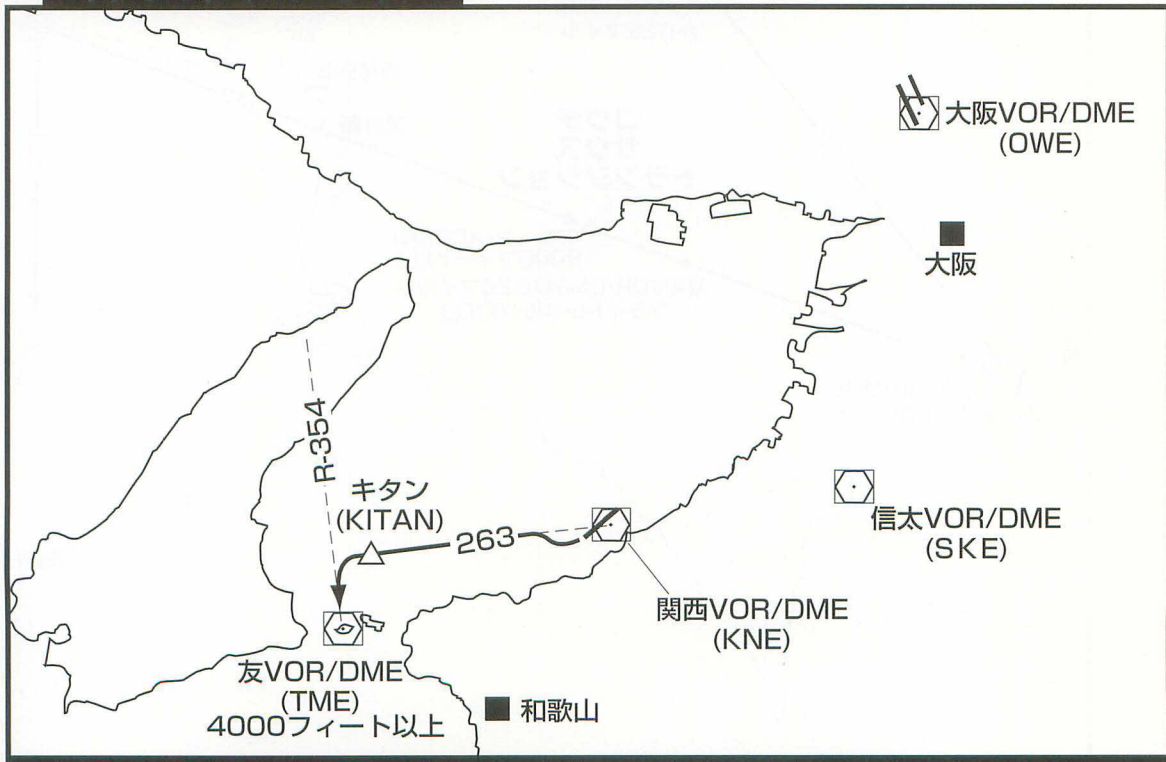 大阪VOR/DME
(OWE)
大阪
R-354
キタン
(KITAN)
263
信太VOR/DME
(SKE)
関西VOR/DME
(KNE)
友VOR/DME
(TME)
4000フィート以上
和歌山